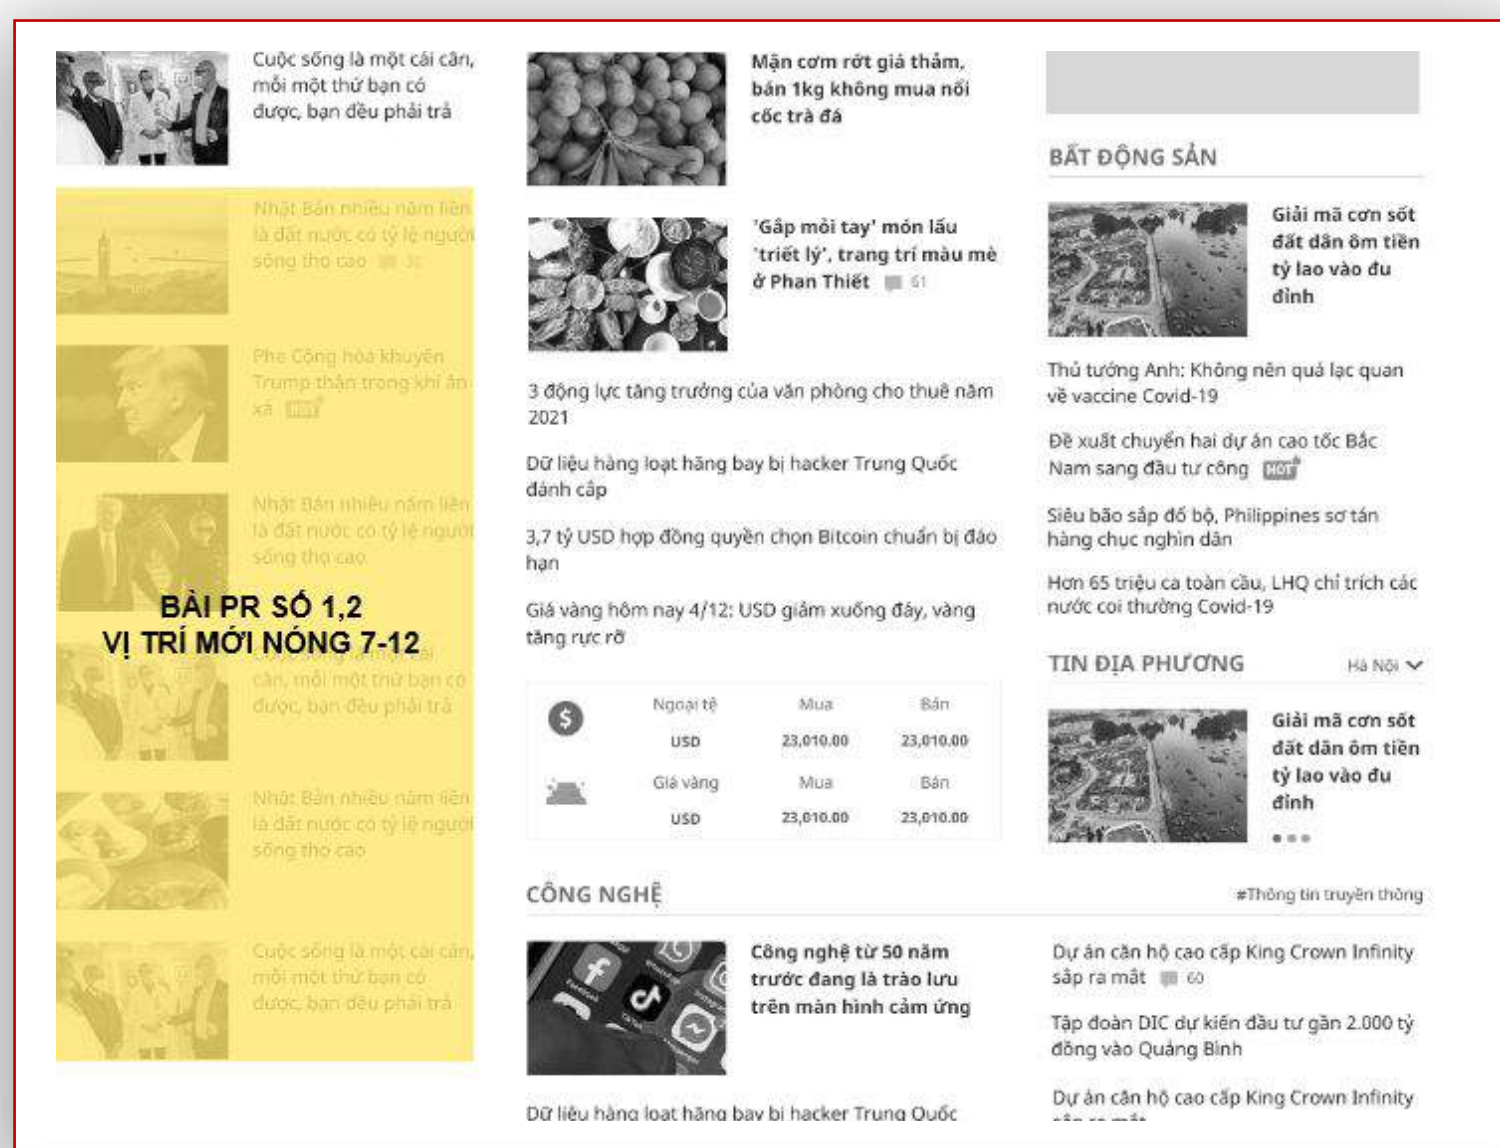 Cuộc sống là một cái cân,
mỗi một thứ bạn có
được, bạn đều phải trả
Nhật Bản nhiều năm liền
là đất nước có tỷ lệ người
sống thọ cao 30
Phe Cộng hòa khuyên
Trump thận trọng khi ân
xá HOT
Nhật Bản nhiều năm liền
là đất nước có tỷ lệ người
sống thọ cao
BÀI PR SỐ 1,2
VỊ TRÍ MỚI NÓNG 7-12
Cuộc sống là một cái
cân, mỗi một thứ bạn có
được, bạn đều phải trả
Nhật Bản nhiều năm liền
là đất nước có tỷ lệ người
sống thọ cao
Cuộc sống là một cái cân,
mỗi một thứ bạn có
được, bạn đều phải trả
Mận cơm rớt giá thảm,
bán 1kg không mua nổi
cốc trà đá
'Gắp mỏi tay' món lẩu
'triết lý', trang trí màu mè
ở Phan Thiết 61
3 động lực tăng trưởng của văn phòng cho thuê năm
2021
Dữ liệu hàng loạt hãng bay bị hacker Trung Quốc
đánh cắp
3,7 tỷ USD hợp đồng quyền chọn Bitcoin chuẩn bị đáo
hạn
Giá vàng hôm nay 4/12: USD giảm xuống đáy, vàng
tăng rực rỡ
Ngoại tệ Mua Bán
USD 23,010.00 23,010.00
Giá vàng Mua Bán
USD 23,010.00 23,010.00
BẤT ĐỘNG SẢN
Giải mã cơn sốt
đất dân ôm tiền
tỷ lao vào đu
đỉnh
Thủ tướng Anh: Không nên quá lạc quan
về vaccine Covid-19
Đề xuất chuyển hai dự án cao tốc Bắc
Nam sang đầu tư công HOT
Siêu bão sắp đổ bộ, Philippines sơ tán
hàng chục nghìn dân
Hơn 65 triệu ca toàn cầu, LHQ chỉ trích các
nước coi thường Covid-19
TIN ĐỊA PHƯƠNG Hà Nội
Giải mã cơn sốt
đất dân ôm tiền
tỷ lao vào đu
đỉnh
CÔNG NGHỆ #Thông tin truyền thông
Công nghệ từ 50 năm
trước đang là trào lưu
trên màn hình cảm ứng
Facebook
WhatsApp
TikTok
Dữ liệu hàng loạt hãng bay bị hacker Trung Quốc
Dự án căn hộ cao cấp King Crown Infinity
sắp ra mắt 60
Tập đoàn DIC dự kiến đầu tư gần 2.000 tỷ
đồng vào Quảng Bình
Dự án căn hộ cao cấp King Crown Infinity
sắp ra mắt